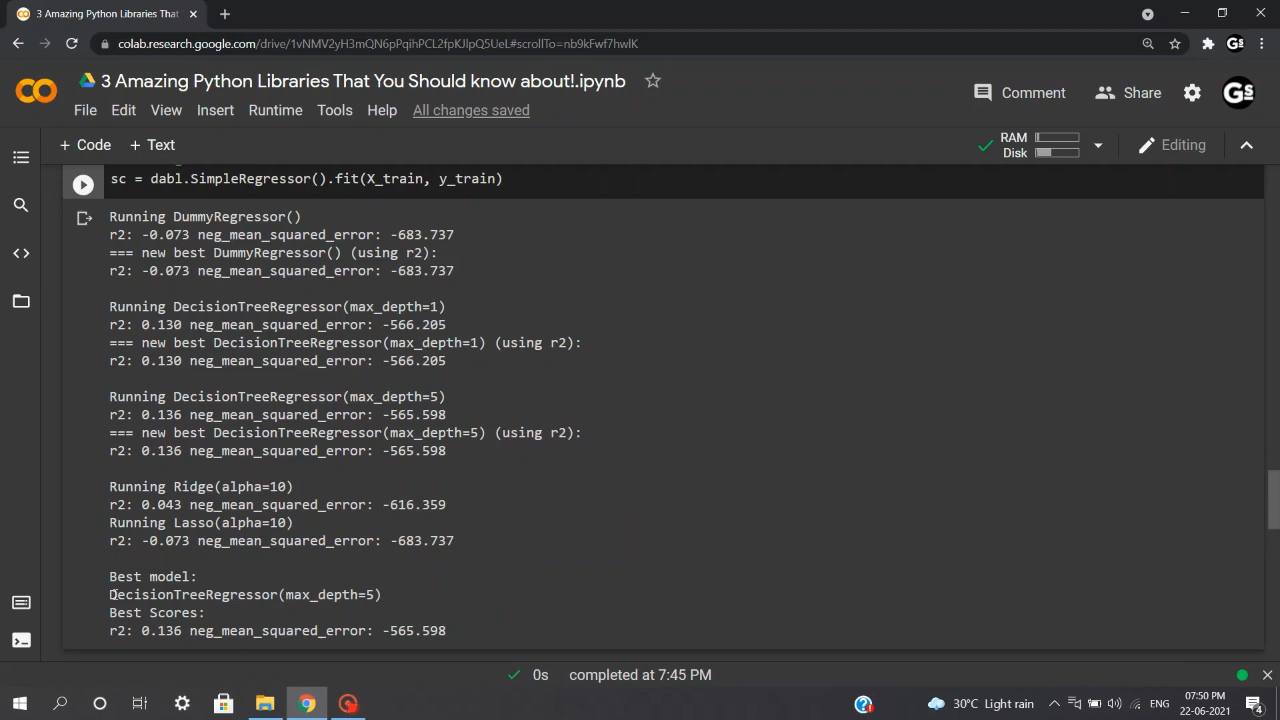 3 Amazing Python Libraries That
colab.research.google.com/drive/1vNMV2yH3mQN6pPqihPCL2fpKJlpQ5UeL#scrollTo=nb9kFwf7hwlK
3 Amazing Python Libraries That You Should know about!.ipynb
Comment
Share
File Edit View Insert Runtime Tools Help All changes saved
+ Code + Text
RAM
Disk
Editing
sc = dabl.SimpleRegressor().fit(X_train, y_train)
Running DummyRegressor()
r2: -0.073 neg_mean_squared_error: -683.737
=== new best DummyRegressor() (using r2):
r2: -0.073 neg_mean_squared_error: -683.737
Running DecisionTreeRegressor(max_depth=1)
r2: 0.130 neg_mean_squared_error: -566.205
=== new best DecisionTreeRegressor(max_depth=1) (using r2):
r2: 0.130 neg_mean_squared_error: -566.205
Running DecisionTreeRegressor(max_depth=5)
r2: 0.136 neg_mean_squared_error: -565.598
=== new best DecisionTreeRegressor(max_depth=5) (using r2):
r2: 0.136 neg_mean_squared_error: -565.598
Running Ridge(alpha=10)
r2: 0.043 neg_mean_squared_error: -616.359
Running Lasso(alpha=10)
r2: -0.073 neg_mean_squared_error: -683.737
Best model:
DecisionTreeRegressor(max_depth=5)
Best Scores:
r2: 0.136 neg_mean_squared_error: -565.598
0s completed at 7:45 PM
30°C Light rain
ENG
07:50 PM
22-06-2021
4